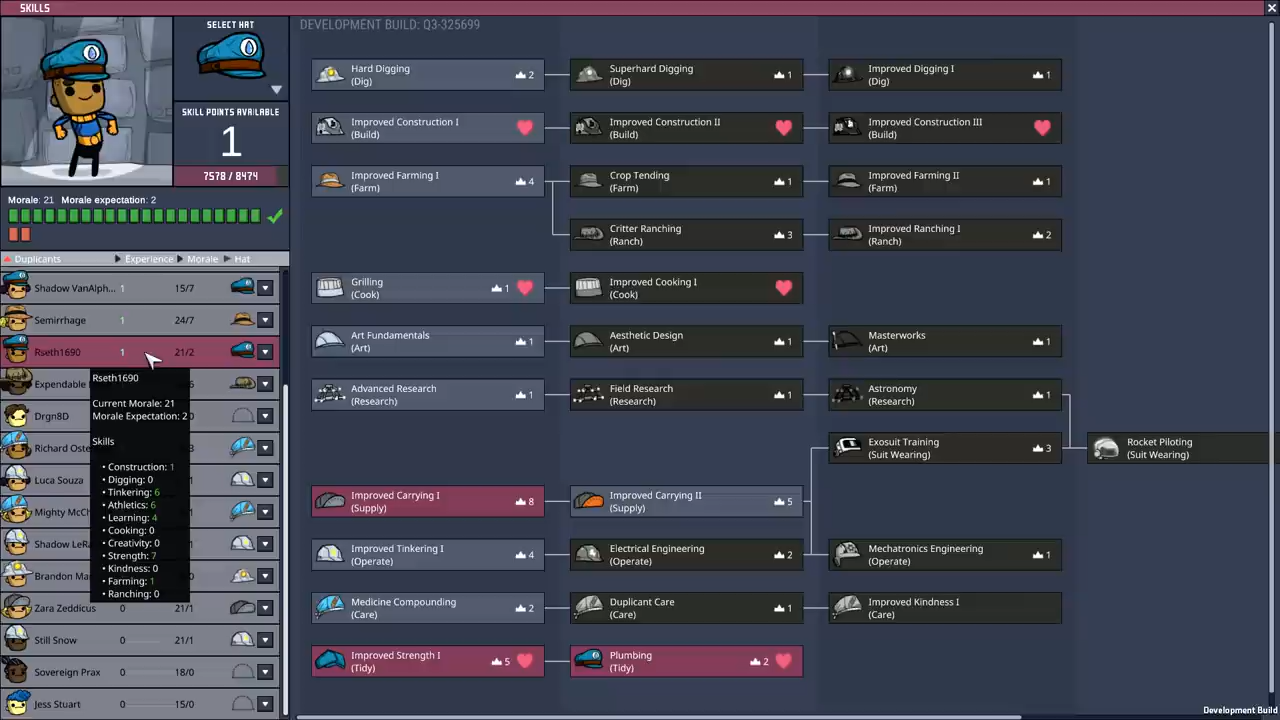 SKILLS
SELECT HAT
SKILL POINTS AVAILABLE
1
7578 / 8474
Morale: 21 Morale expectation: 2
Duplicants Experience Morale Hat
Shadow VanAlph... 1 15/7
Semirrhage 1 24/7
Rseth1690 1 21/2
Expendable
Drgn8D
Richard Oste
Luca Souza
Mighty McCh
Shadow LeRa
Brandon Ma
Zara Zeddicus 0 21/1
Still Snow 0 21/1
Sovereign Prax 0 18/0
Jess Stuart 0 15/0
Rseth1690
Current Morale: 21
Morale Expectation: 2
Skills
• Construction: 1
• Digging: 0
• Tinkering: 6
• Athletics: 6
• Learning: 4
• Cooking: 0
• Creativity: 0
• Strength: 7
• Kindness: 0
• Farming: 1
• Ranching: 0
DEVELOPMENT BUILD: Q3-325699
Hard Digging
(Dig) 2
Superhard Digging
(Dig) 1
Improved Digging I
(Dig) 1
Improved Construction I
(Build)
Improved Construction II
(Build)
Improved Construction III
(Build)
Improved Farming I
(Farm) 4
Crop Tending
(Farm) 1
Improved Farming II
(Farm) 1
Critter Ranching
(Ranch) 3
Improved Ranching I
(Ranch) 2
Grilling
(Cook) 1
Improved Cooking I
(Cook)
Art Fundamentals
(Art) 1
Aesthetic Design
(Art) 1
Masterworks
(Art) 1
Advanced Research
(Research) 1
Field Research
(Research) 1
Astronomy
(Research) 1
Exosuit Training
(Suit Wearing) 3
Rocket Piloting
(Suit Wearing)
Improved Carrying I
(Supply) 8
Improved Carrying II
(Supply) 5
Improved Tinkering I
(Operate) 4
Electrical Engineering
(Operate) 2
Mechatronics Engineering
(Operate) 1
Medicine Compounding
(Care) 2
Duplicant Care
(Care) 1
Improved Kindness I
(Care)
Improved Strength I
(Tidy) 5
Plumbing
(Tidy) 2
Development Build